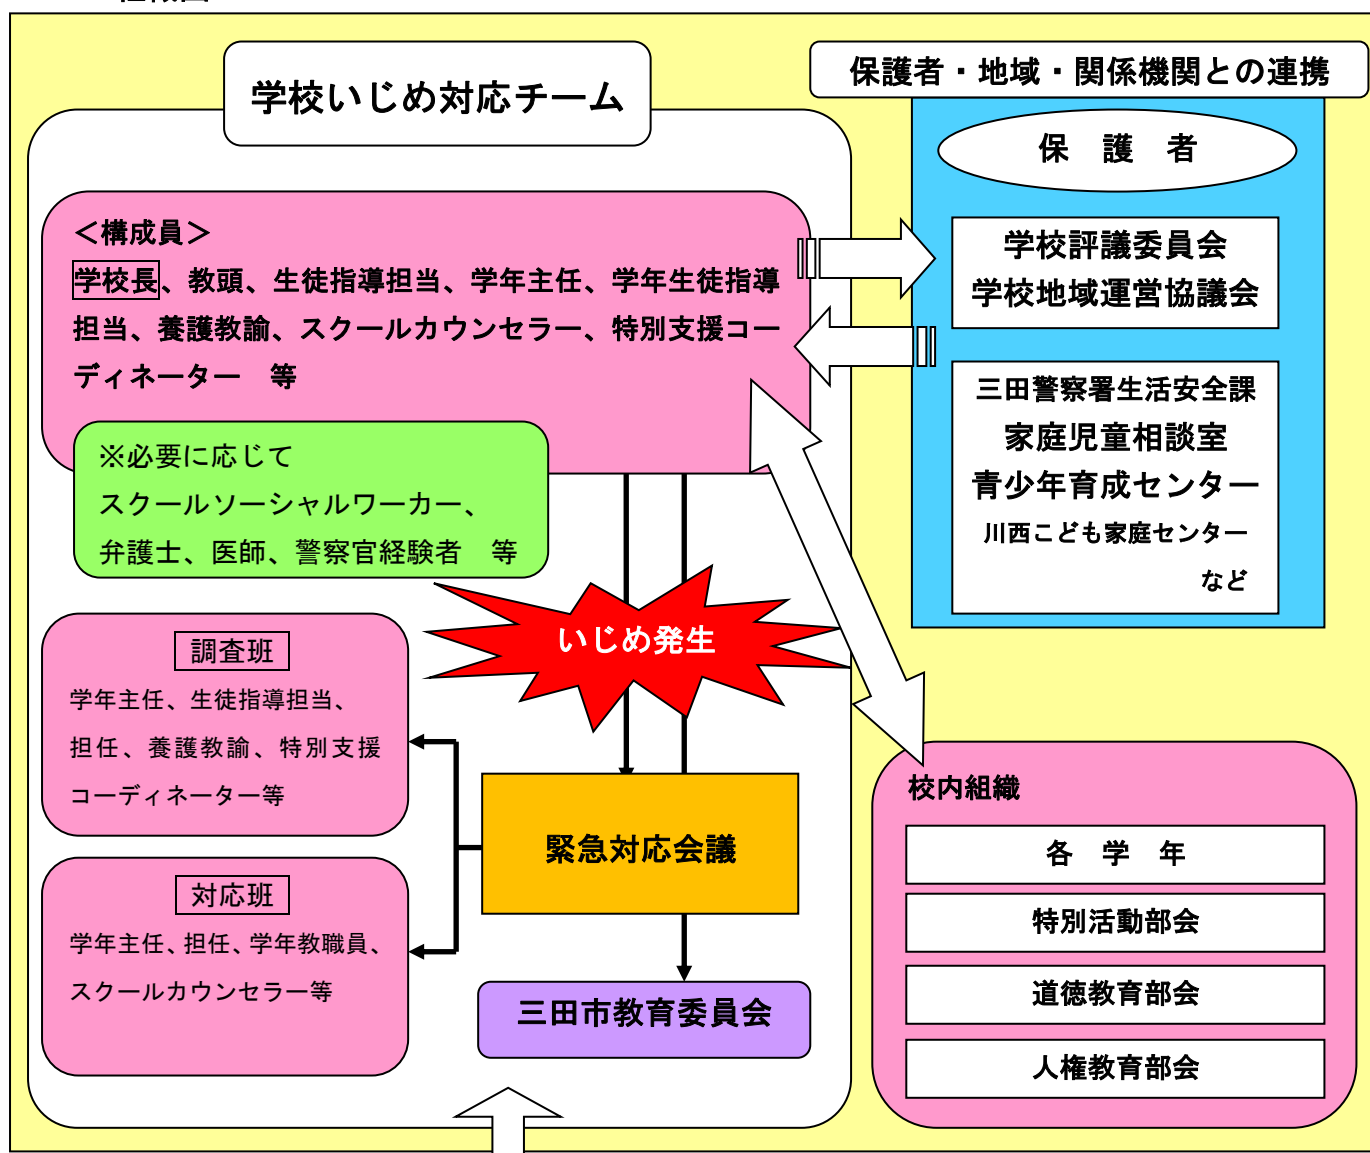 学校いじめ対応チーム
＜構成員＞
学校長、教頭、生徒指導担当、学年主任、学年生徒指導
担当、養護教諭、スクールカウンセラー、特別支援コー
ディネーター　等
※必要に応じて
スクールソーシャルワーカー、
弁護士、医師、警察官経験者　等
いじめ発生
調査班
学年主任、生徒指導担当、
担任、養護教諭、特別支援
コーディネーター等
対応班
学年主任、担任、学年教職員、
スクールカウンセラー等
緊急対応会議
三田市教育委員会
保護者・地域・関係機関との連携
保　護　者
学校評議委員会
学校地域運営協議会
三田警察署生活安全課
家庭児童相談室
青少年育成センター
川西こども家庭センター
など
校内組織
各　学　年
特別活動部会
道徳教育部会
人権教育部会